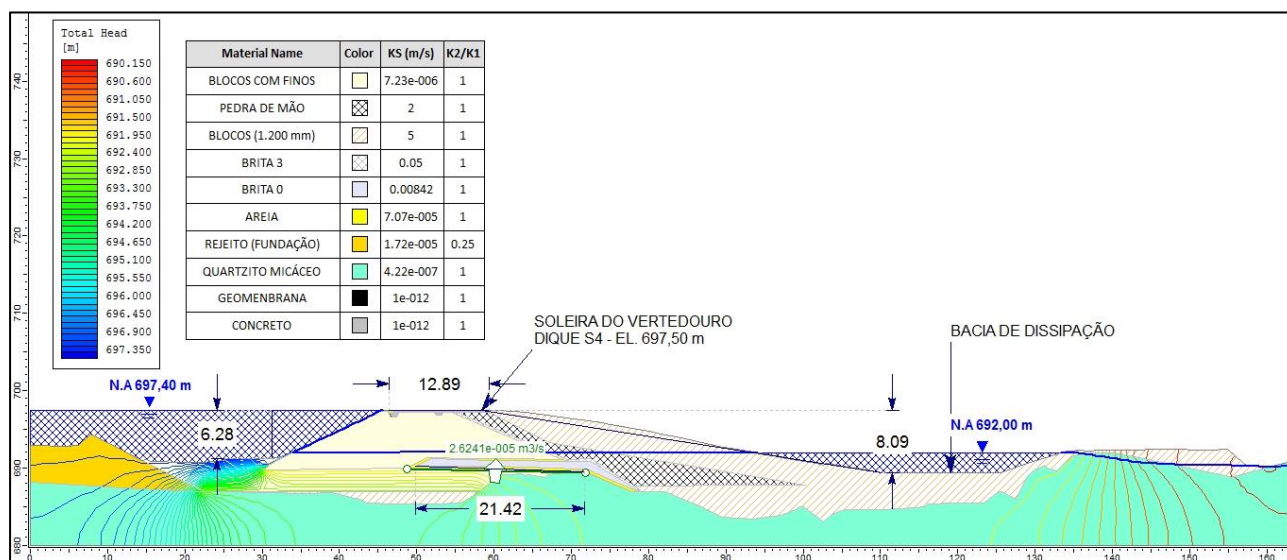 Total Head
[m]
690.150
690.600
691.050
691.500
691.950
692.400
692.850
693.300
693.750
694.200
694.650
695.100
695.550
696.000
696.450
696.900
697.350
Material Name Color KS (m/s) K2/K1
BLOCOS COM FINOS 7.23e-006 1
PEDRA DE MÃO 2 1
BLOCOS (1.200 mm) 5 1
BRITA 3 0.05 1
BRITA 0 0.00842 1
AREIA 7.07e-005 1
REJEITO (FUNDAÇÃO) 1.72e-005 0.25
QUARTZITO MICÁCEO 4.22e-007 1
GEOMENBRANA 1e-012 1
CONCRETO 1e-012 1
SOLEIRA DO VERTEDOURO
DIQUE S4 - EL. 697,50 m
BACIA DE DISSIPAÇÃO
N.A 697,40 m
12.89
N.A 692,00 m
6.28
2.6241e-005 m3/s
8.09
21.42
740
730
720
710
700
690
680
0 10 20 30 40 50 60 70 80 90 100 110 120 130 140 150 160